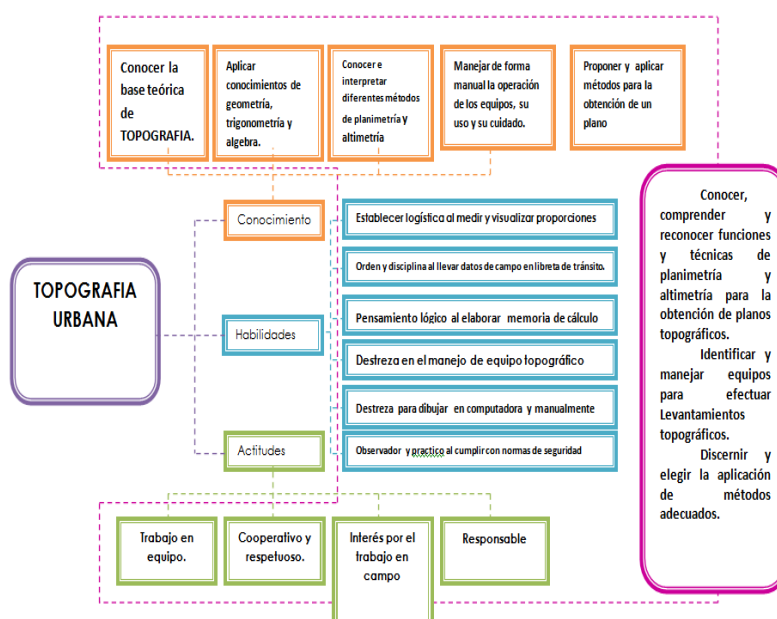 Conocer la
base teórica
de
TOPOGRAFIA.
Aplicar
conocimientos de
geometría,
trigonometría y
algebra.
Conocer e
interpretar
diferentes métodos
de planimetría y
altimetría
Manejar de forma
manual la operación
de los equipos, su
uso y su cuidado.
Proponer y aplicar
métodos para la
obtención de un
plano
TOPOGRAFIA
URBANA
Conocimiento
Habilidades
Actitudes
Establecer logística al medir y visualizar proporciones
Orden y disciplina al llevar datos de campo en libreta de tránsito.
Pensamiento lógico al elaborar memoria de cálculo
Destreza en el manejo de equipo topográfico
Destreza para dibujar en computadora y manualmente
Observador y practico al cumplir con normas de seguridad
Trabajo en
equipo.
Cooperativo y
respetuoso.
Interés por el
trabajo en
campo
Responsable
Conocer,
comprender y
reconocer funciones
y técnicas de
planimetría y
altimetría para la
obtención de planos
topográficos.
Identificar y
manejar equipos
para efectuar
Levantamientos
topográficos.
Discernir y
elegir la aplicación
de métodos
adecuados.